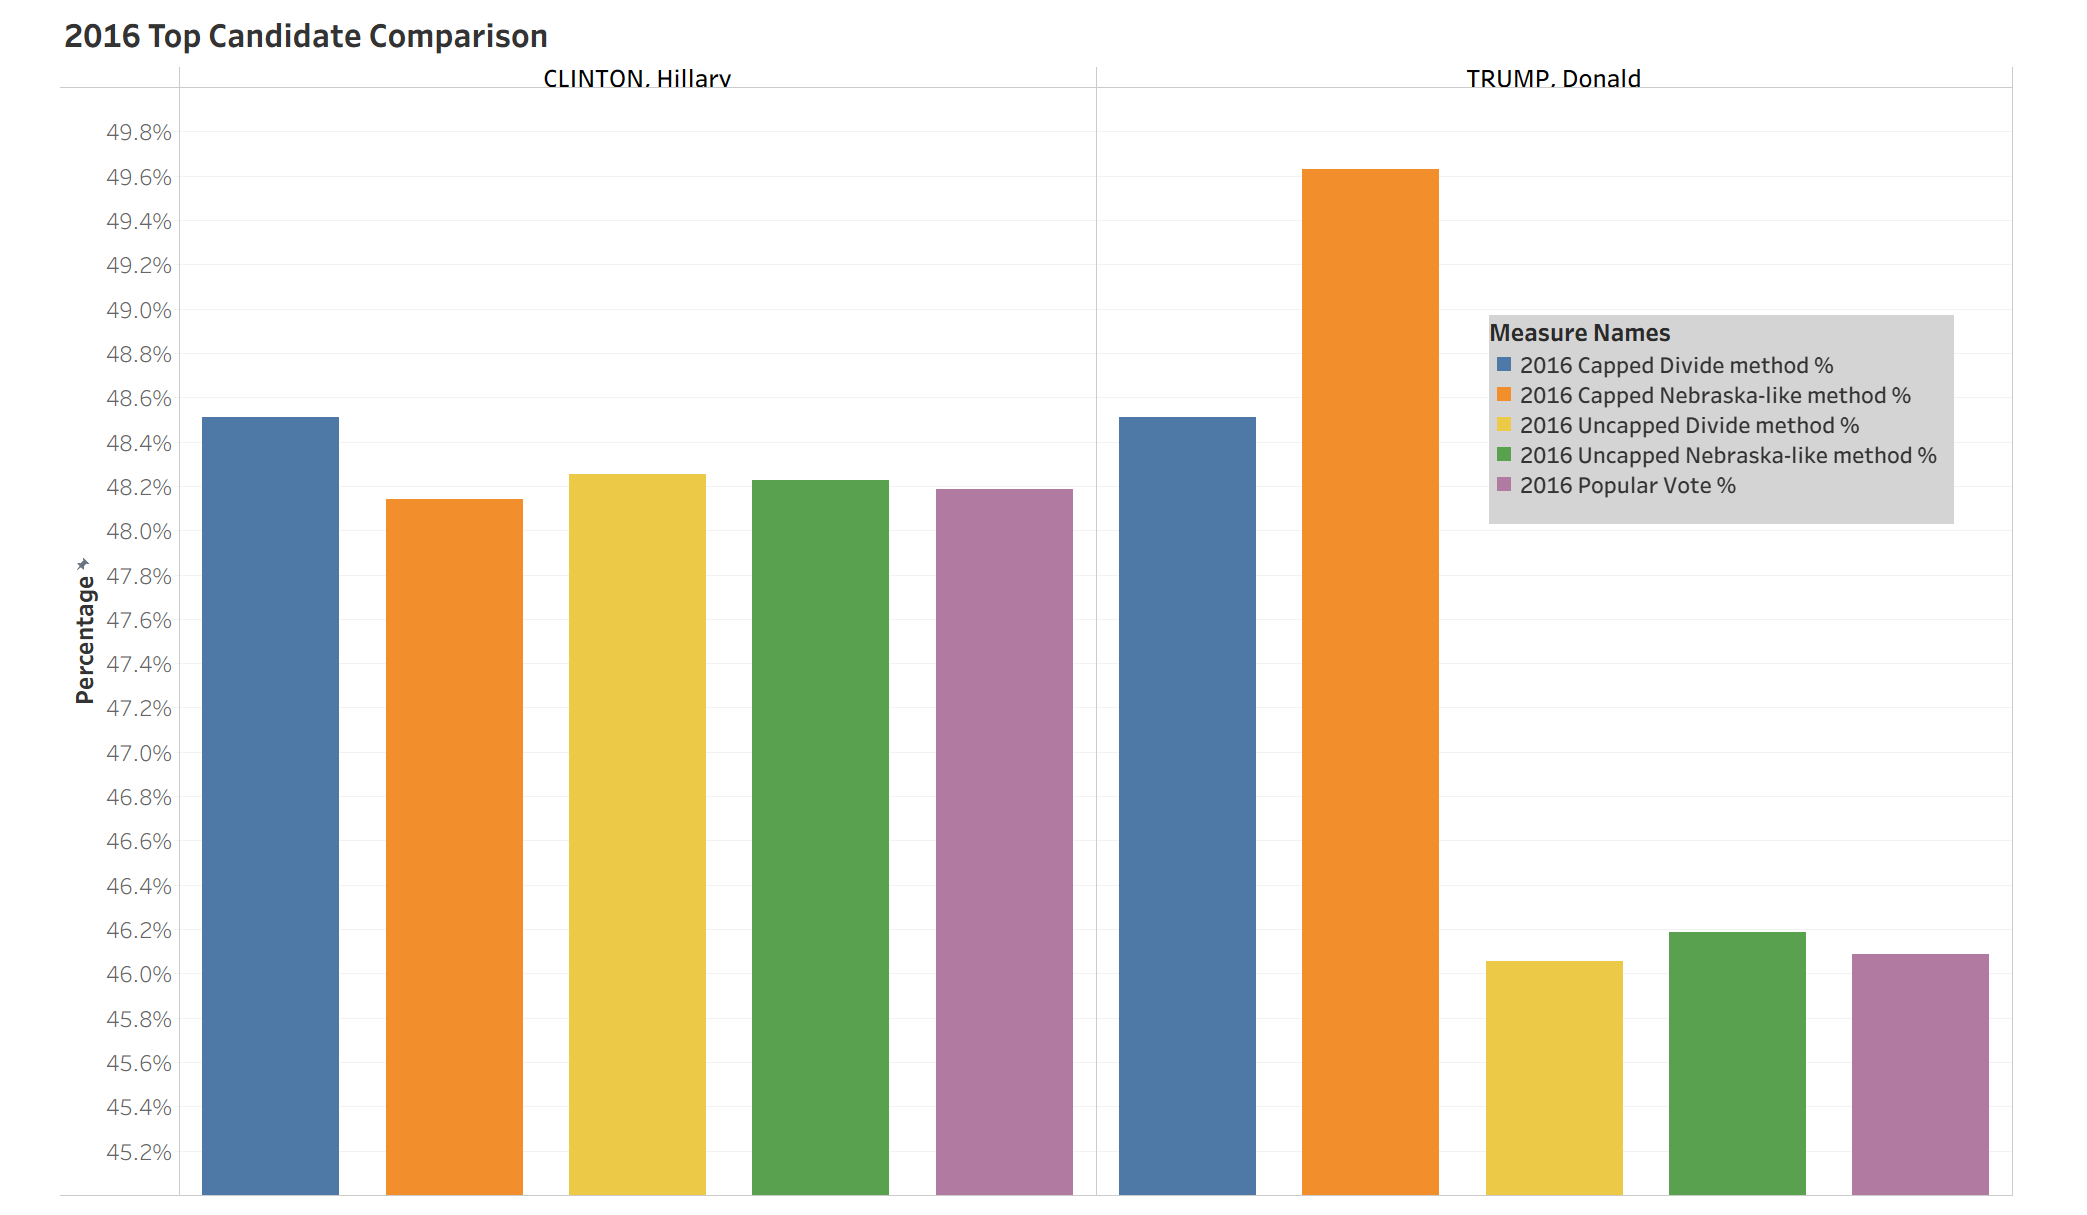 2016 Top Candidate Comparison
CLINTON, Hillary
TRUMP, Donald
49.8%
49.6%
49.4%
49.2%
49.0%
48.8%
48.6%
48.4%
48.2%
48.0%
47.8%
47.6%
47.4%
47.2%
47.0%
46.8%
46.6%
46.4%
46.2%
46.0%
45.8%
45.6%
45.4%
45.2%
Percentage
Measure Names
2016 Capped Divide method %
2016 Capped Nebraska-like method %
2016 Uncapped Divide method %
2016 Uncapped Nebraska-like method %
2016 Popular Vote %